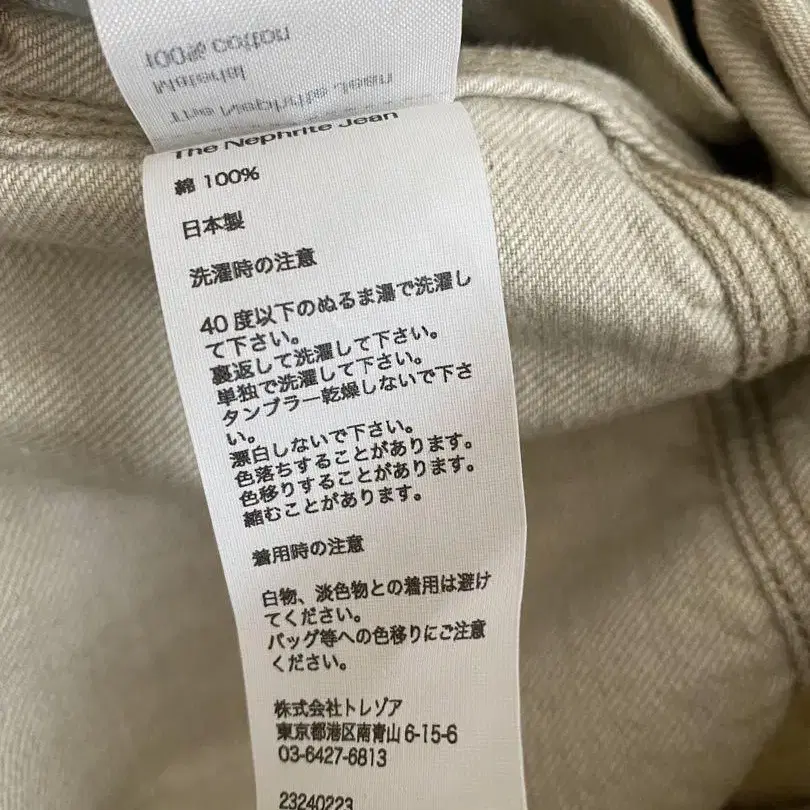 100% cotton
Material
The Nephrite Jean
The Nephrite Jean
綿 100%
日本製
洗濯時の注意
40 度以下のぬるま湯で洗濯し
て下さい。
裏返して洗濯して下さい。
単独で洗濯して下さい。
タンブラー乾燥しないで下さ
い。
漂白しないで下さい。
色落ちすることがあります。
色移りすることがあります。
縮むことがあります。
着用時の注意
白物、淡色物との着用は避け
てください。
バッグ等への色移りにご注意
ください。
株式会社トレゾア
東京都港区南青山 6-15-6
03-6427-6813
23240223